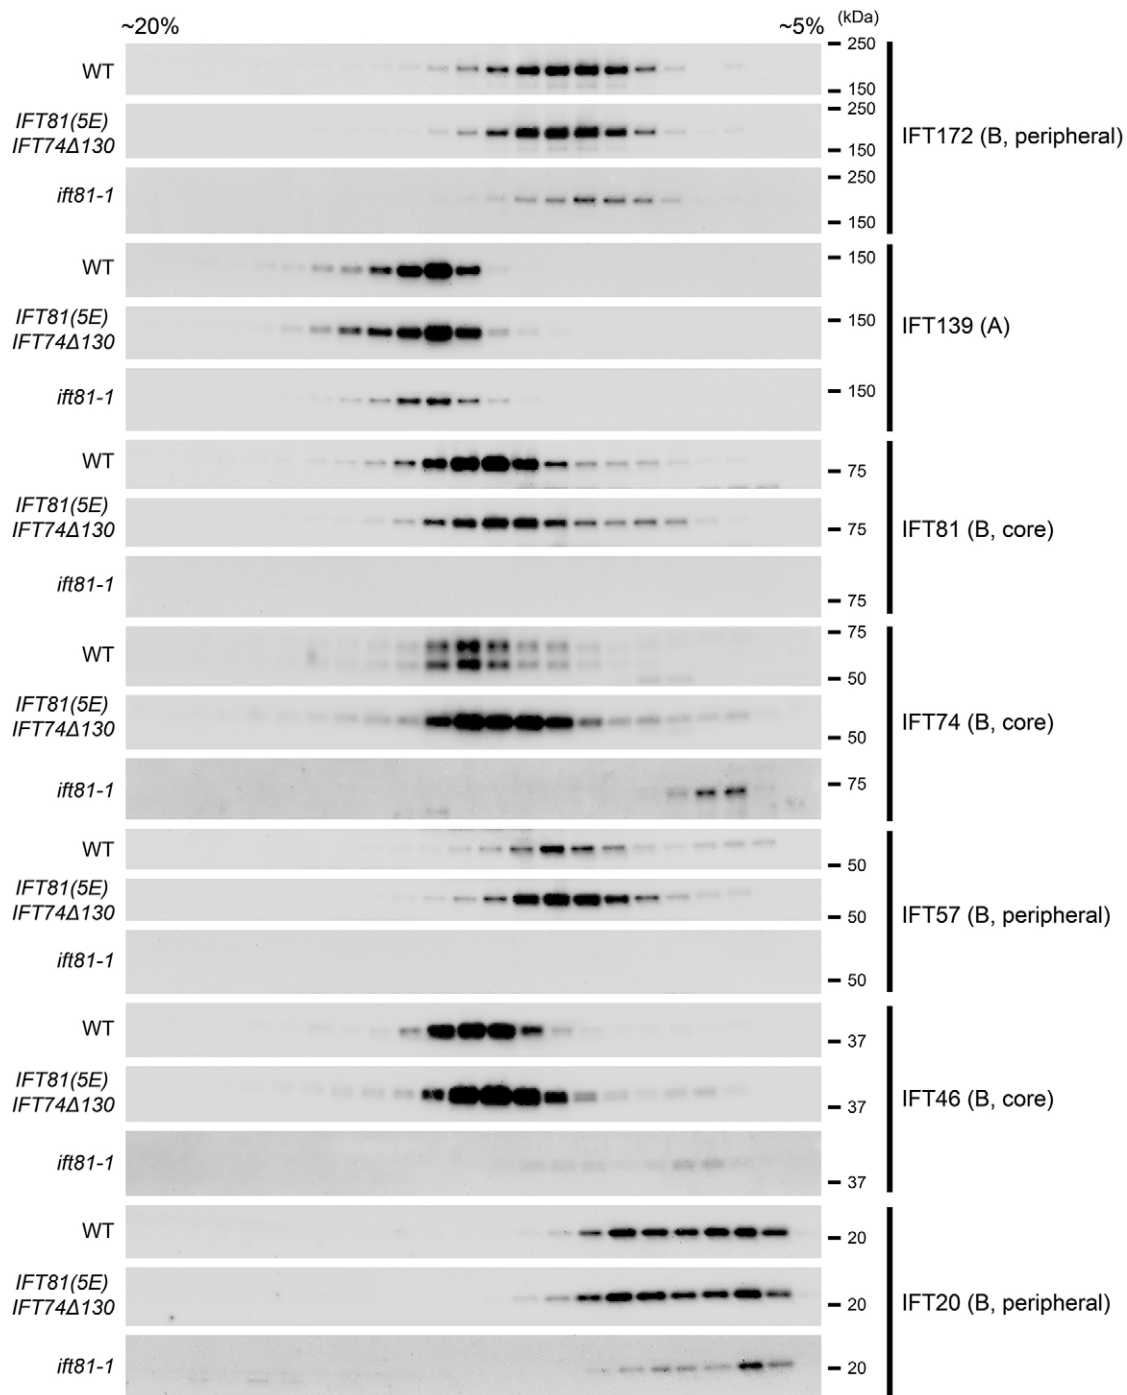 ~20% ~5% (kDa)
WT 250
150
IFT81(5E) 250
IFT74Δ130 150
IFT172 (B, peripheral)
ift81-1 250
150
WT 150
IFT81(5E) 150
IFT74Δ130
IFT139 (A)
ift81-1 150
WT 75
IFT81(5E)
IFT74Δ130 75
IFT81 (B, core)
ift81-1 75
WT 75
50
IFT81(5E)
IFT74Δ130 50
IFT74 (B, core)
ift81-1 75
WT 50
IFT81(5E)
IFT74Δ130 50
IFT57 (B, peripheral)
ift81-1 50
WT 37
IFT81(5E)
IFT74Δ130 37
IFT46 (B, core)
ift81-1 37
WT 20
IFT81(5E)
IFT74Δ130 20
IFT20 (B, peripheral)
ift81-1 20